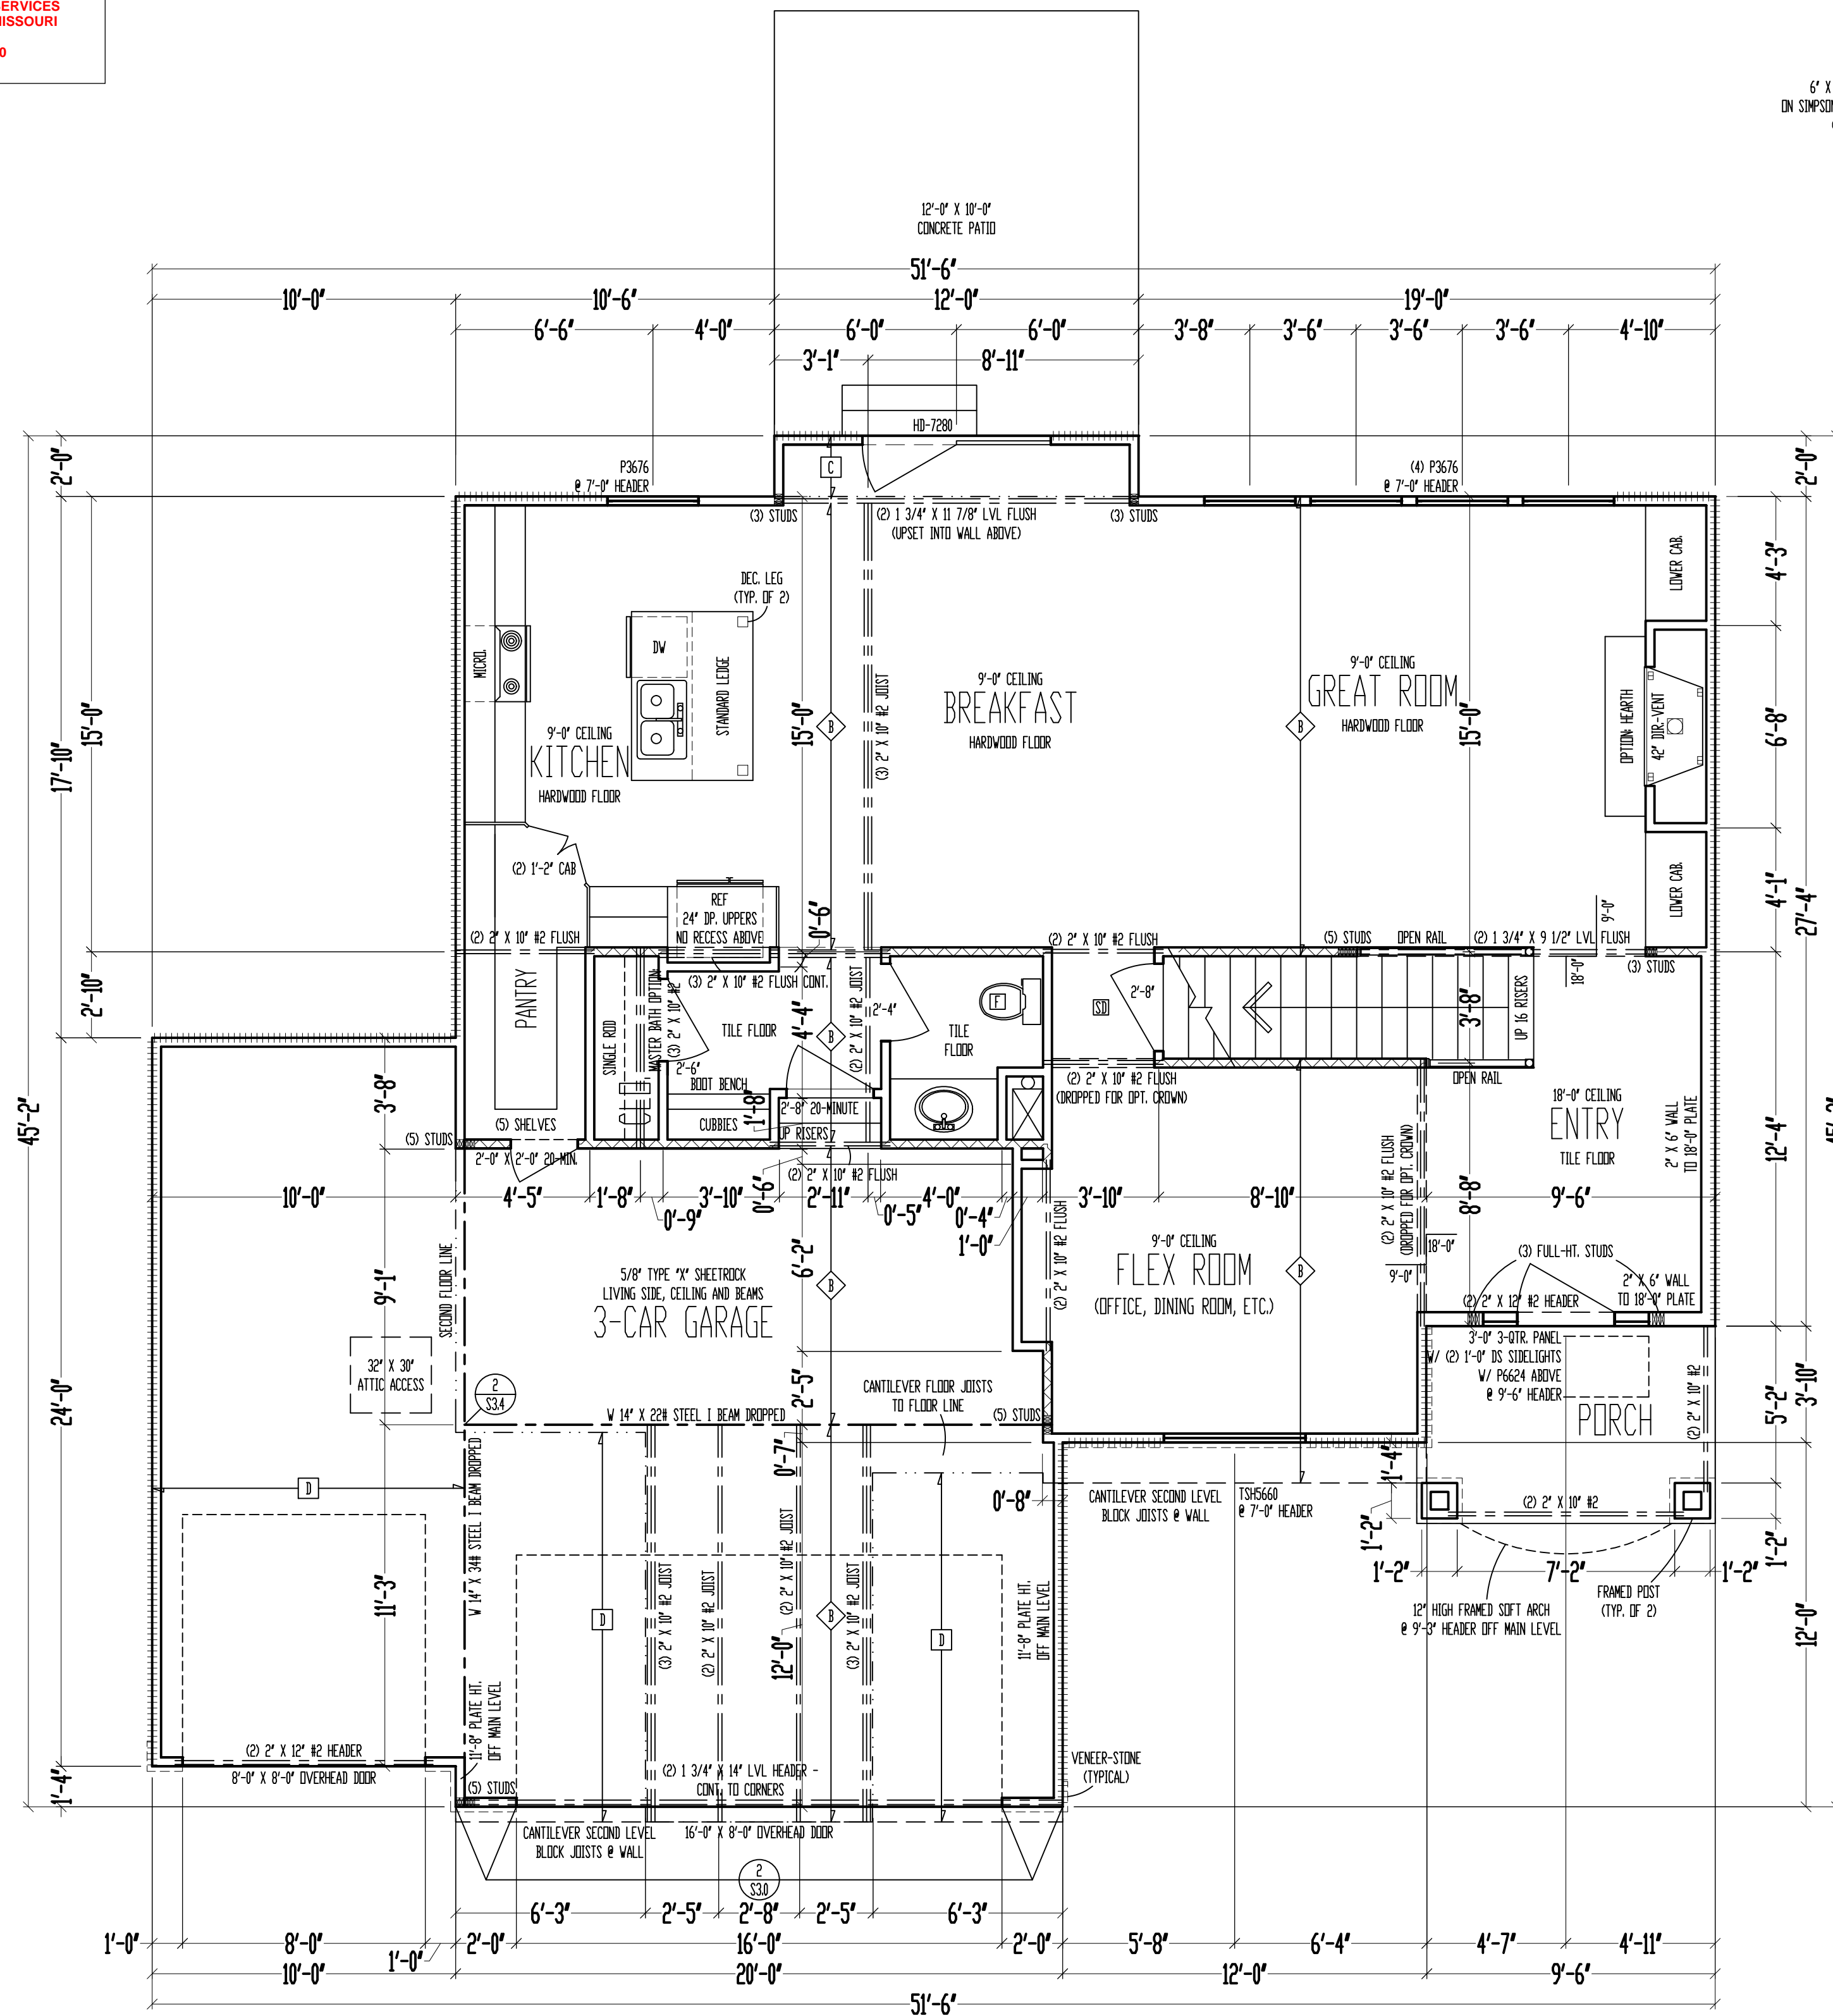 SERVICES
MISSOURI
0
6" X
ON SIMPSON
12'-0" X 10'-0"
CONCRETE PATIO
51'-6"
10'-0"
10'-6"
12'-0"
19'-0"
6'-6"
4'-0"
6'-0"
6'-0"
3'-8"
3'-6"
3'-6"
3'-6"
4'-10"
3'-1"
8'-11"
HD-7280
C
P3676
@ 7'-0" HEADER
(4) P3676
@ 7'-0" HEADER
2'-0"
2'-0"
(3) STUDS
(2) 1 3/4" X 11 7/8" LVL FLUSH
(UPSET INTO WALL ABOVE)
(3) STUDS
LOWER CAB.
4'-3"
DEC. LEG
(TYP. OF 2)
MICRO.
DW
STANDARD LEDGE
15'-0"
17'-10"
9'-0" CEILING
KITCHEN
HARDWOOD FLOOR
15'-0"
B
(3) 2" X 10" #2 JOIST
9'-0" CEILING
BREAKFAST
HARDWOOD FLOOR
B
9'-0" CEILING
GREAT ROOM
HARDWOOD FLOOR
15'-0"
OPTION: HEARTH
42" DIR.-VENT
6'-8"
(2) 1'-2" CAB
REF
24" DP. UPPERS
NO RECESS ABOVE
0'-6"
LOWER CAB.
9'-0"
4'-1"
27'-4"
(2) 2" X 10" #2 FLUSH
(2) 2" X 10" #2 FLUSH
(5) STUDS
OPEN RAIL
(2) 1 3/4" X 9 1/2" LVL FLUSH
18'-0"
(3) STUDS
2'-10"
PANTRY
SINGLE ROD
MASTER BATH OPTION:
(3) 2" X 10" #2
(3) 2" X 10" #2 FLUSH CONT.
TILE FLOOR
4'-4"
B
(2) 2" X 10" #2 JOIST
2'-4"
F
TILE
FLOOR
SD
2'-8"
3'-8"
UP 16 RISERS
OPEN RAIL
2'-6"
BOOT BENCH
CUBBIES
1'-8"
2'-8" 20-MINUTE
UP RISERS
(2) 2" X 10" #2 FLUSH
(DROPPED FOR OPT. CROWN)
18'-0" CEILING
ENTRY
TILE FLOOR
2" X 6" WALL
TO 18'-0" PLATE
12'-4"
45'-2"
45'-2"
3'-8"
(5) STUDS
(5) SHELVES
2'-0" X 2'-0" 20-MIN.
(2) 2" X 10" #2 FLUSH
10'-0"
4'-5"
1'-8"
0'-9"
3'-10"
0'-6"
2'-11"
0'-5"
4'-0"
0'-4"
1'-0"
3'-10"
8'-10"
9'-6"
(2) 2" X 10" #2 FLUSH
(2) 2" X 10" #2 FLUSH
(DROPPED FOR OPT. CROWN)
8'-8"
18'-0"
9'-0"
SECOND FLOOR LINE
9'-1"
6'-2"
B
5/8" TYPE "X" SHEETROCK
LIVING SIDE, CEILING AND BEAMS
3-CAR GARAGE
9'-0" CEILING
FLEX ROOM
(OFFICE, DINING ROOM, ETC.)
B
(3) FULL-HT. STUDS
(2) 2" X 12" #2 HEADER
2" X 6" WALL
TO 18'-0" PLATE
3'-0" 3-QTR. PANEL
W/ (2) 1'-0" DS SIDELIGHTS
W/ P6624 ABOVE
@ 9'-6" HEADER
PORCH
(2) 2" X 10" #2
5'-2"
3'-10"
32" X 30"
ATTIC ACCESS
2
S3.4
24'-0"
2'-5"
CANTILEVER FLOOR JOISTS
TO FLOOR LINE
W 14" X 22# STEEL I BEAM DROPPED
(5) STUDS
0'-7"
W 14" X 34# STEEL I BEAM DROPPED
D
0'-8"
CANTILEVER SECOND LEVEL
BLOCK JOISTS @ WALL
TSH5660
@ 7'-0" HEADER
1'-4"
1'-2"
(2) 2" X 10" #2
1'-2"
1'-2"
7'-2"
1'-2"
12" HIGH FRAMED SOFT ARCH
@ 9'-3" HEADER OFF MAIN LEVEL
FRAMED POST
(TYP. OF 2)
12'-0"
11'-3"
D
(3) 2" X 10" #2 JOIST
(2) 2" X 10" #2 JOIST
(2) 2" X 10" #2 JOIST
12'-0"
B
(3) 2" X 10" #2 JOIST
D
11'-8" PLATE HT.
OFF MAIN LEVEL
11'-8" PLATE HT.
OFF MAIN LEVEL
(2) 2" X 12" #2 HEADER
8'-0" X 8'-0" OVERHEAD DOOR
1'-4"
(5) STUDS
(2) 1 3/4" X 14" LVL HEADER -
CONT. TO CORNERS
VENEER-STONE
(TYPICAL)
CANTILEVER SECOND LEVEL
BLOCK JOISTS @ WALL
16'-0" X 8'-0" OVERHEAD DOOR
2
S3.0
6'-3"
2'-5"
2'-8"
2'-5"
6'-3"
1'-0"
8'-0"
1'-0"
2'-0"
16'-0"
2'-0"
5'-8"
6'-4"
4'-7"
4'-11"
10'-0"
20'-0"
12'-0"
9'-6"
51'-6"